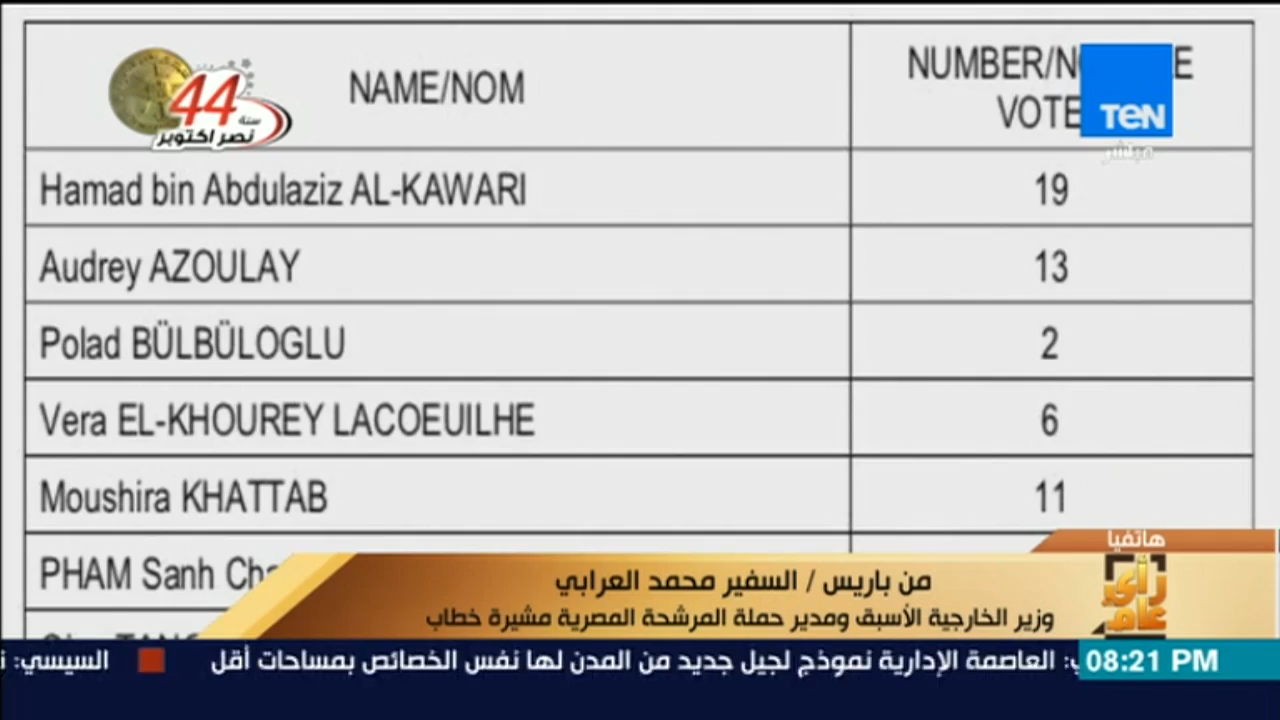 NAME/NOM
NUMBER/
VOTE
44
سنة
نصر اكتوبر
TEN
مباشر
Hamad bin Abdulaziz AL-KAWARI 19
Audrey AZOULAY 13
Polad BÜLBÜLOGLU 2
Vera EL-KHOUREY LACOEUILHE 6
Moushira KHATTAB 11
PHAM Sanh
هاتفيا
رأى عام
من باريس / السفير محمد العرابي
وزير الخارجية الأسبق ومدير حملة المرشحة المصرية مشيرة خطاب
العاصمة الإدارية نموذج لجيل جديد من المدن لها نفس الخصائص بمساحات أقل السيسي:
08:21 PM